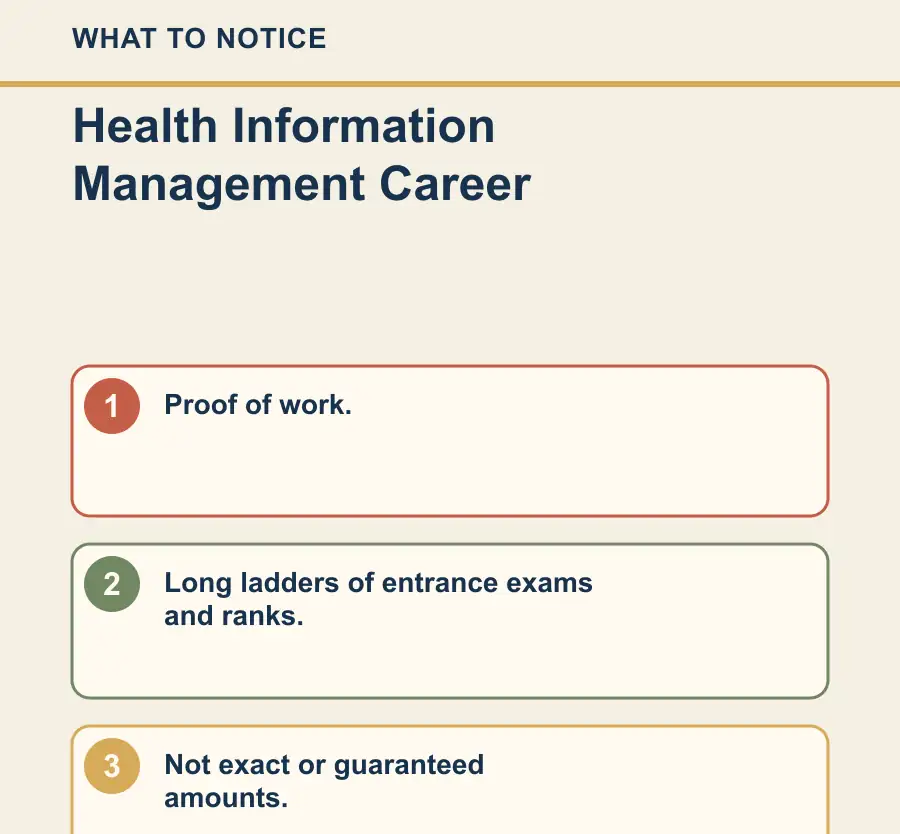 WHAT TO NOTICE
Health Information
Management Career
1
Proof of work.
2
Long ladders of entrance exams
and ranks.
3
Not exact or guaranteed
amounts.